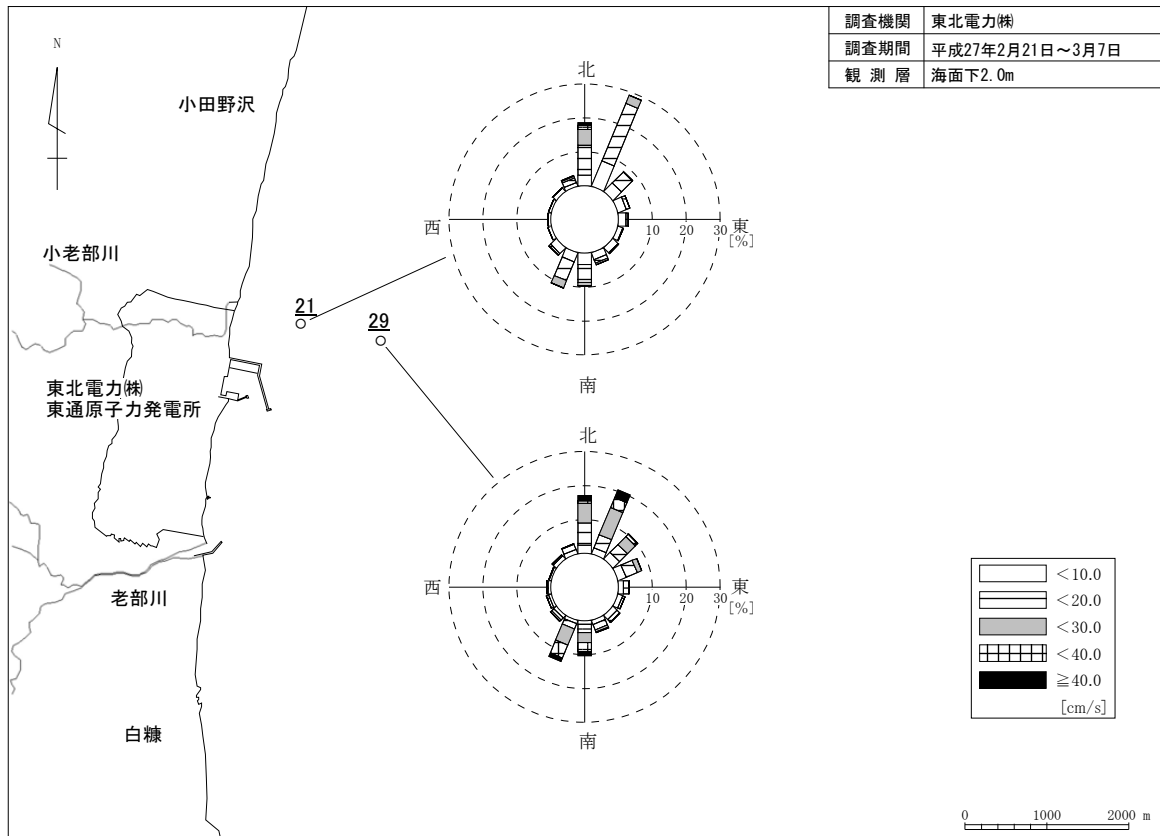 調査機関 東北電力㈱
調査期間 平成27年2月21日～3月7日
観測層 海面下2.0m
N
小田野沢
小老部川
21
29
東北電力㈱
東通原子力発電所
老部川
白糠
北
西
東
10 20 30
[%]
南
北
西
東
10 20 30
[%]
南
＜10.0
＜20.0
＜30.0
＜40.0
≧40.0
[cm/s]
0 1000 2000 m